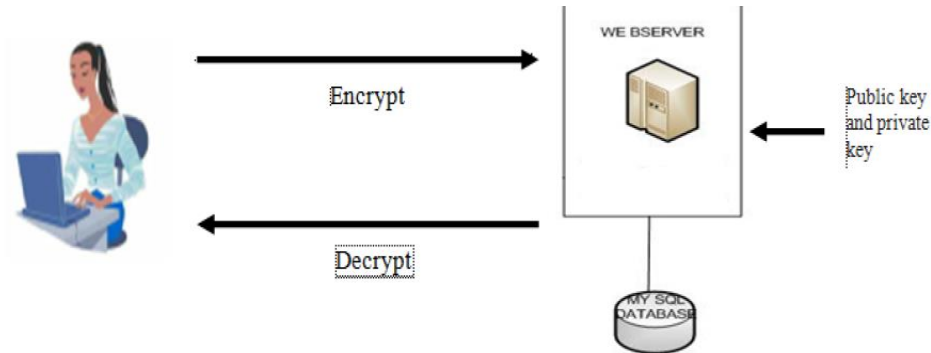 WE BSERVER
Encrypt
Public key
and private
key
Decrypt
MY SQL
DATABASE